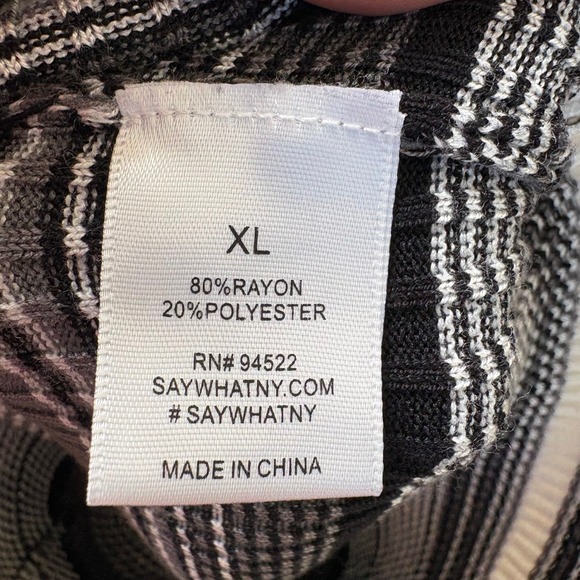 XL
80%RAYON
20%POLYESTER
RN# 94522
SAYWHATNY.COM
# SAYWHATNY
MADE IN CHINA